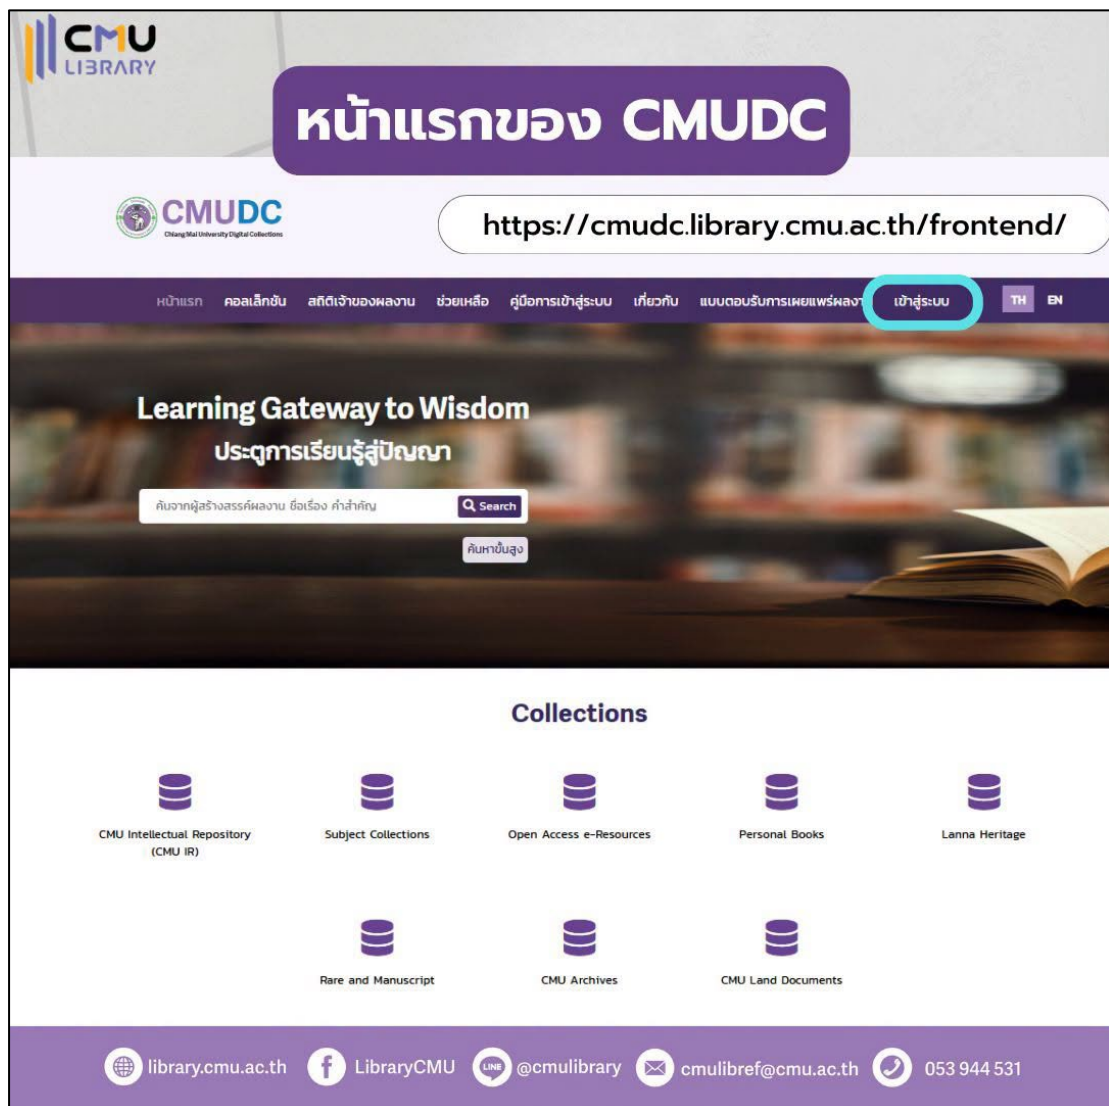 CMU
LIBRARY
หน้าแรกของ CMUDC
CMUDC
Chiang Mai University Digital Collections
https://cmudc.library.cmu.ac.th/frontend/
หน้าแรก คอลเล็กชัน สถิติเจ้าของผลงาน ช่วยเหลือ คู่มือการเข้าสู่ระบบ เกี่ยวกับ แบบตอบรับการเผยแพร่ผลงา เข้าสู่ระบบ TH EN
Learning Gateway to Wisdom
ประตูการเรียนรู้สู่ปัญญา
ค้นจากผู้สร้างสรรค์ผลงาน ชื่อเรื่อง คำสำคัญ Search
ค้นหาขั้นสูง
Collections
CMU Intellectual Repository
(CMU IR)
Subject Collections
Open Access e-Resources
Personal Books
Lanna Heritage
Rare and Manuscript
CMU Archives
CMU Land Documents
library.cmu.ac.th LibraryCMU LINE @cmulibrary cmulibref@cmu.ac.th 053 944 531